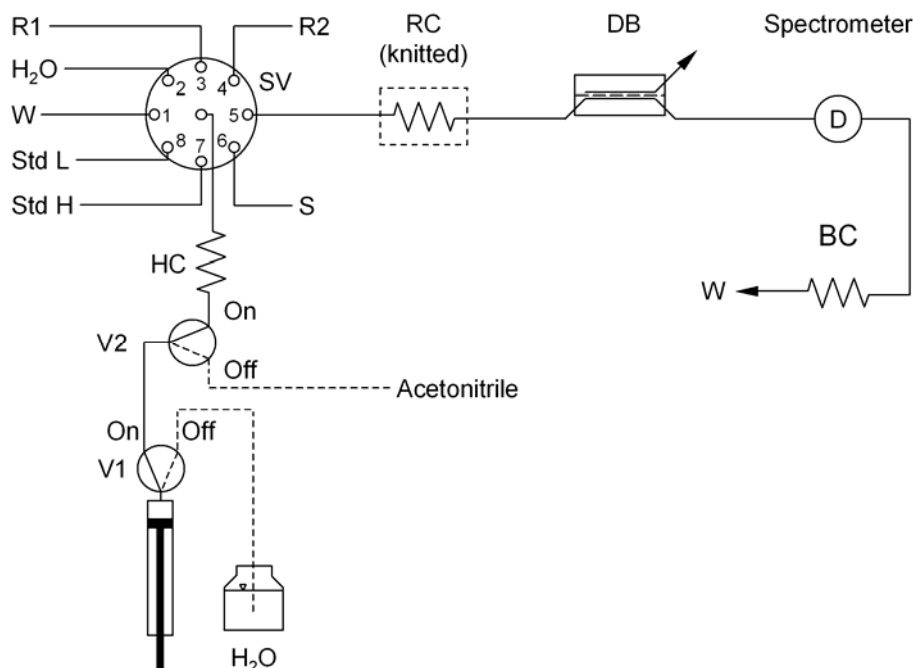 R1
R2
RC
(knitted)
DB
Spectrometer
H₂O
SV
3
2
4
W
1
5
D
8
6
7
Std L
Std H
S
HC
BC
W
On
V2
Off
Acetonitrile
On
Off
V1
H₂O